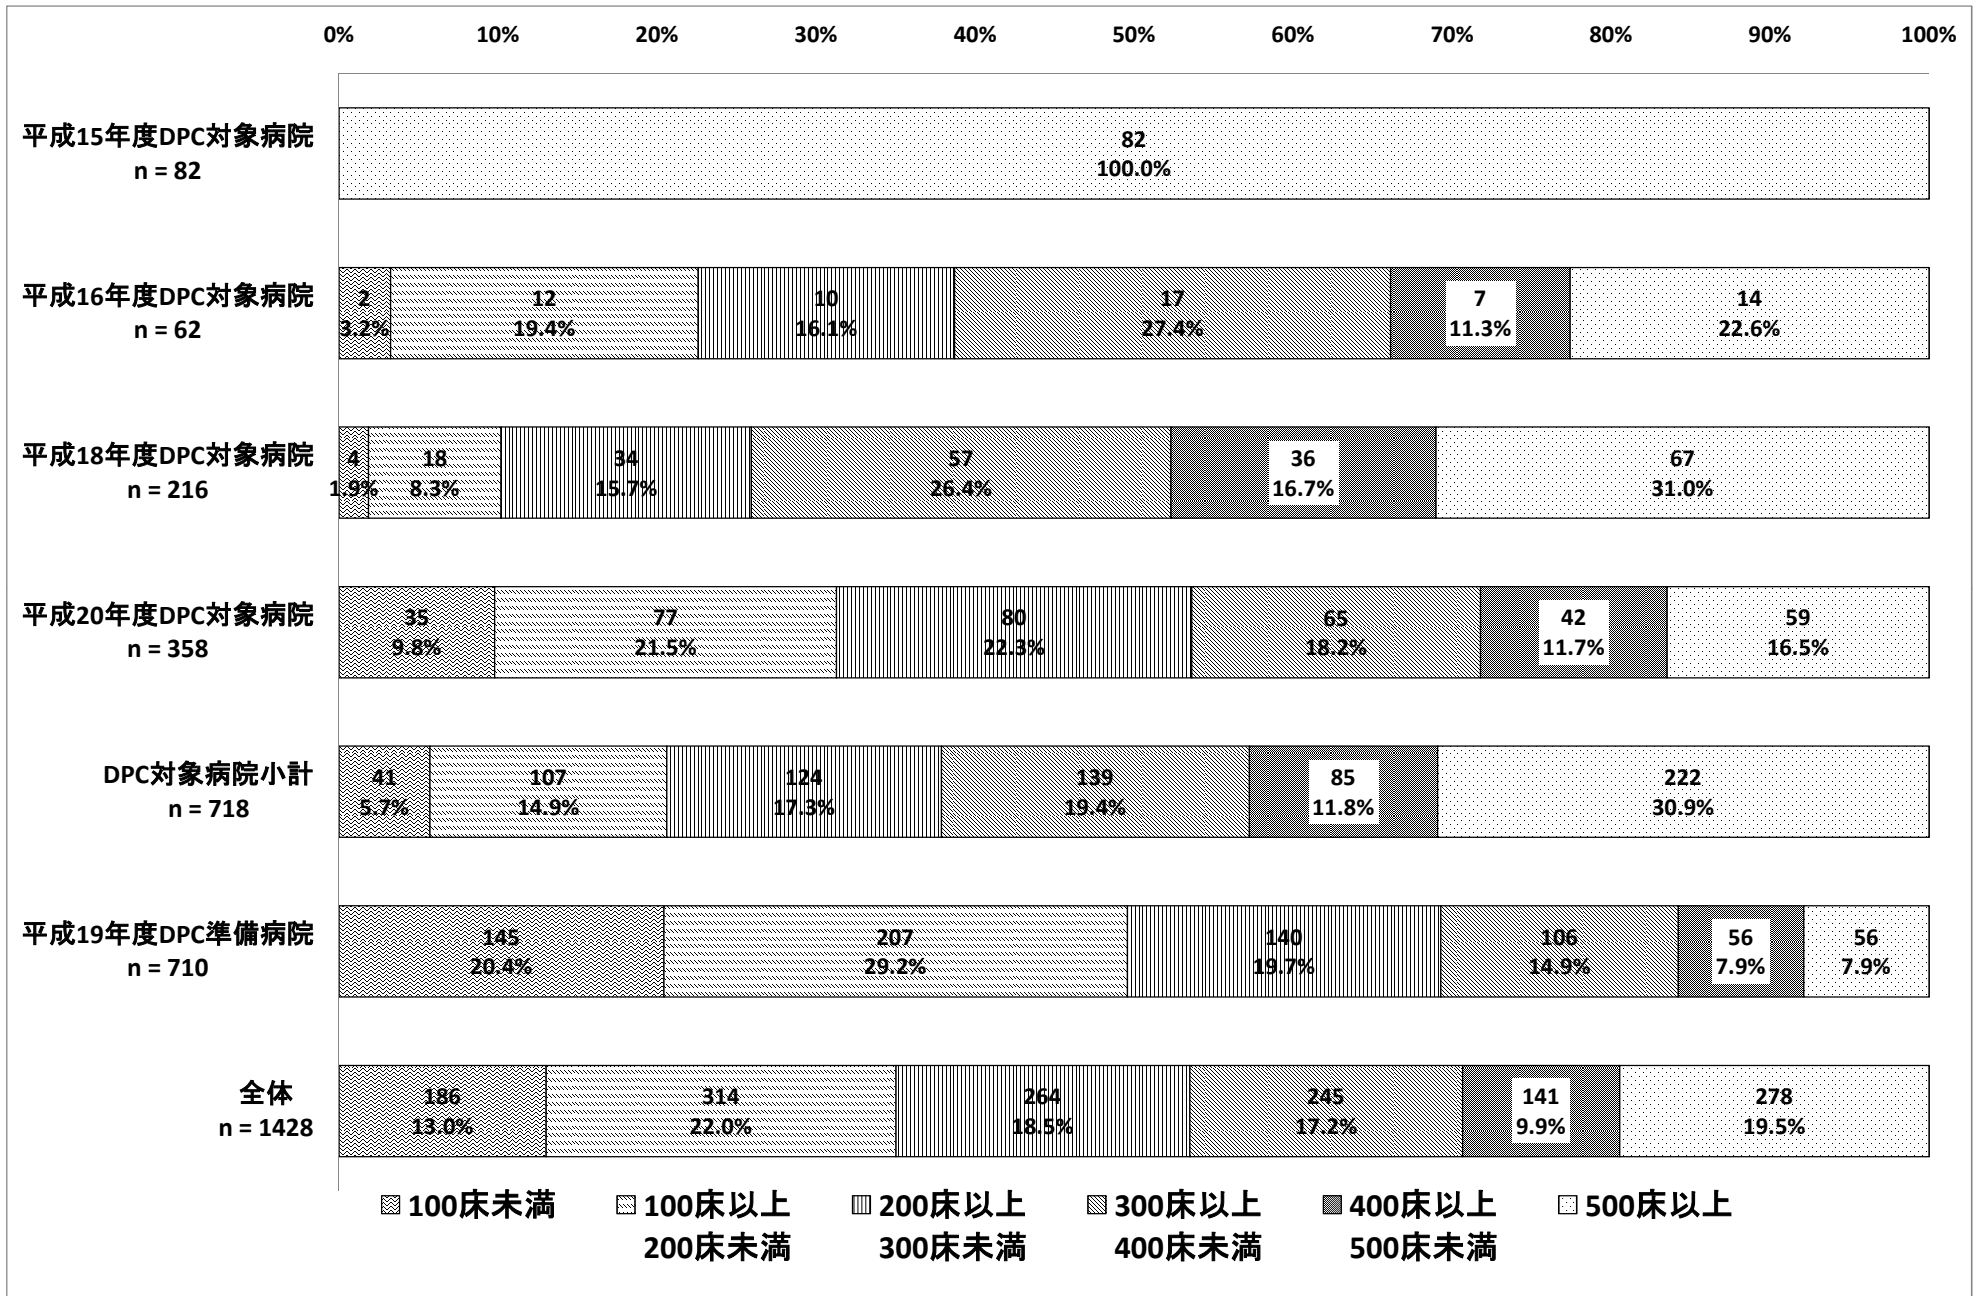 0% 10% 20% 30% 40% 50% 60% 70% 80% 90% 100%
平成15年度DPC対象病院
n = 82
82
100.0%
平成16年度DPC対象病院
n = 62
2 12 10 17 7 14
3.2% 19.4% 16.1% 27.4% 11.3% 22.6%
平成18年度DPC対象病院
n = 216
4 18 34 57 36 67
1.9% 8.3% 15.7% 26.4% 16.7% 31.0%
平成20年度DPC対象病院
n = 358
35 77 80 65 42 59
9.8% 21.5% 22.3% 18.2% 11.7% 16.5%
DPC対象病院小計
n = 718
41 107 124 139 85 222
5.7% 14.9% 17.3% 19.4% 11.8% 30.9%
平成19年度DPC準備病院
n = 710
145 207 140 106 56 56
20.4% 29.2% 19.7% 14.9% 7.9% 7.9%
全体
n = 1428
186 314 264 245 141 278
13.0% 22.0% 18.5% 17.2% 9.9% 19.5%
100床未満 100床以上 200床以上 300床以上 400床以上 500床以上
200床未満 300床未満 400床未満 500床未満